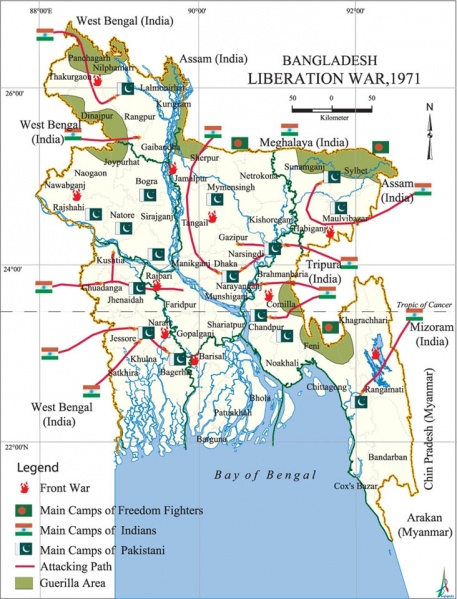 88°00'E
90°00'
92°00'
West Bengal (India)
BANGLADESH
LIBERATION WAR,1971
50 0 50
Kilometer
N
Panchagarh
Nilphamari
Thakurgaon
Lalmonirhat
Assam (India)
26°00'
Kurigram
Dinajpur
Rangpur
West Bengal
(India)
Gaibandha
Sherpur
Meghalaya (India)
Joypurhat
Naogaon
Jamalpur
Netrokona
Sunamganj
Sylhet
Nawabganj
Bogra
Mymensingh
Assam
(India)
Rajshahi
Natore
Sirajganj
Tangail
Kishoreganj
Maulvibazar
Habiganj
Gazipur
Narsingdi
24°00'
Kushtia
Manikganj
Dhaka
Brahmanbaria
Tripura
(India)
Rajbari
Narayanganj
Chuadanga
Munshiganj
Comilla
Jhenaidah
Faridpur
Khagrachhari
Tropic of Cancer
Narail
Shariatpur
Chandpur
Mizoram
(India)
Jessore
Gopalganj
Feni
Khulna
Barisal
Noakhali
Satkhira
Bagerhat
Chittagong
Rangamati
West Bengal
(India)
Bhola
Patuakhali
Barguna
22°00'
Bandarban
Chin Pradesh (Myanmar)
Bay of Bengal
Cox's Bazar
Legend
Front War
Main Camps of Freedom Fighters
Main Camps of Indians
Main Camps of Pakistani
Attacking Path
Guerilla Area
Arakan
(Myanmar)